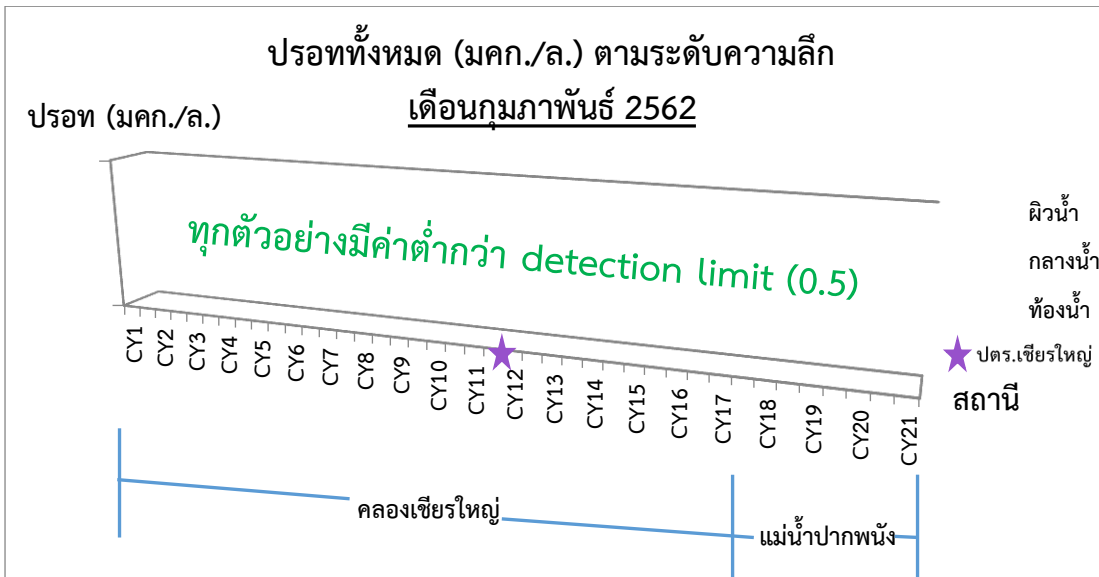 ปรอททั้งหมด (มคก./ล.) ตามระดับความลึก
เดือนกุมภาพันธ์ 2562
ปรอท (มคก./ล.)
ทุกตัวอย่างมีค่าต่ำกว่า detection limit (0.5)
ผิวน้ำ
กลางน้ำ
ท้องน้ำ
ปตร.เชียรใหญ่
สถานี
CY1
CY2
CY3
CY4
CY5
CY6
CY7
CY8
CY9
CY10
CY11
CY12
CY13
CY14
CY15
CY16
CY17
CY18
CY19
CY20
CY21
คลองเชียรใหญ่
แม่น้ำปากพนัง